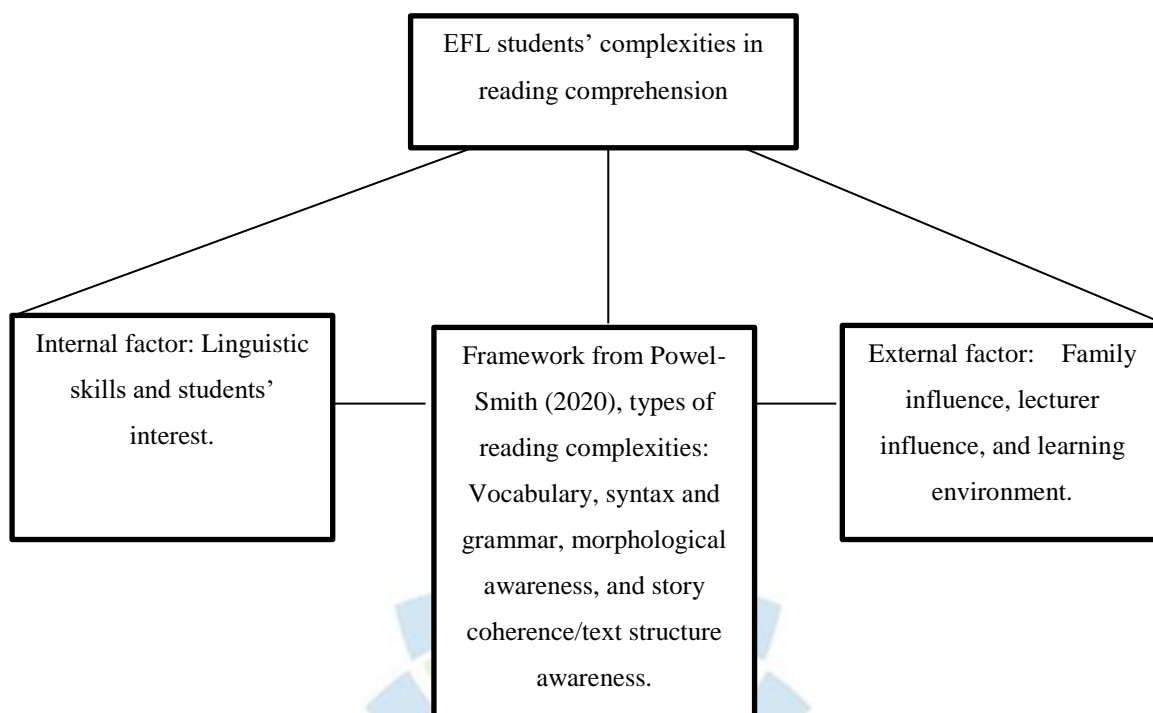 EFL students’ complexities in
reading comprehension
Internal factor: Linguistic
skills and students’
interest.
Framework from Powel-
Smith (2020), types of
reading complexities:
Vocabulary, syntax and
grammar, morphological
awareness, and story
coherence/text structure
awareness.
External factor: Family
influence, lecturer
influence, and learning
environment.